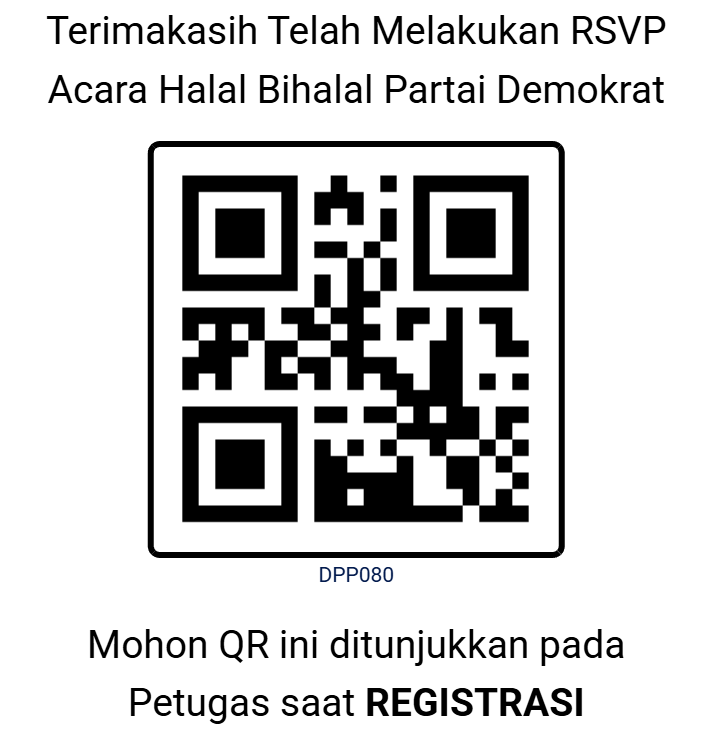 Terimakasih Telah Melakukan RSVP
Acara Halal Bihalal Partai Demokrat
DPP080
Mohon QR ini ditunjukkan pada
Petugas saat REGISTRASI